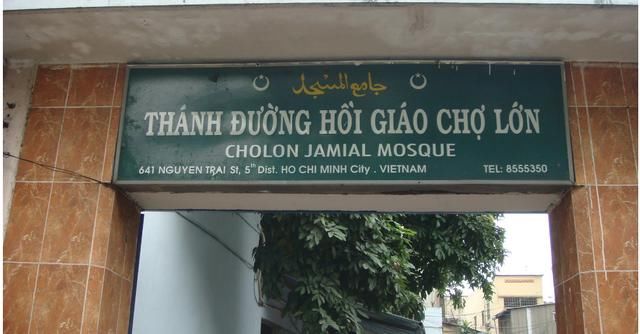 جامع المسجد
THÁNH ĐƯỜNG HỒI GIÁO CHỢ LỚN
CHOLON JAMIAL MOSQUE
641 NGUYEN TRAI St, 5th Dist. HO CHI MINH City . VIETNAM TEL: 8555350